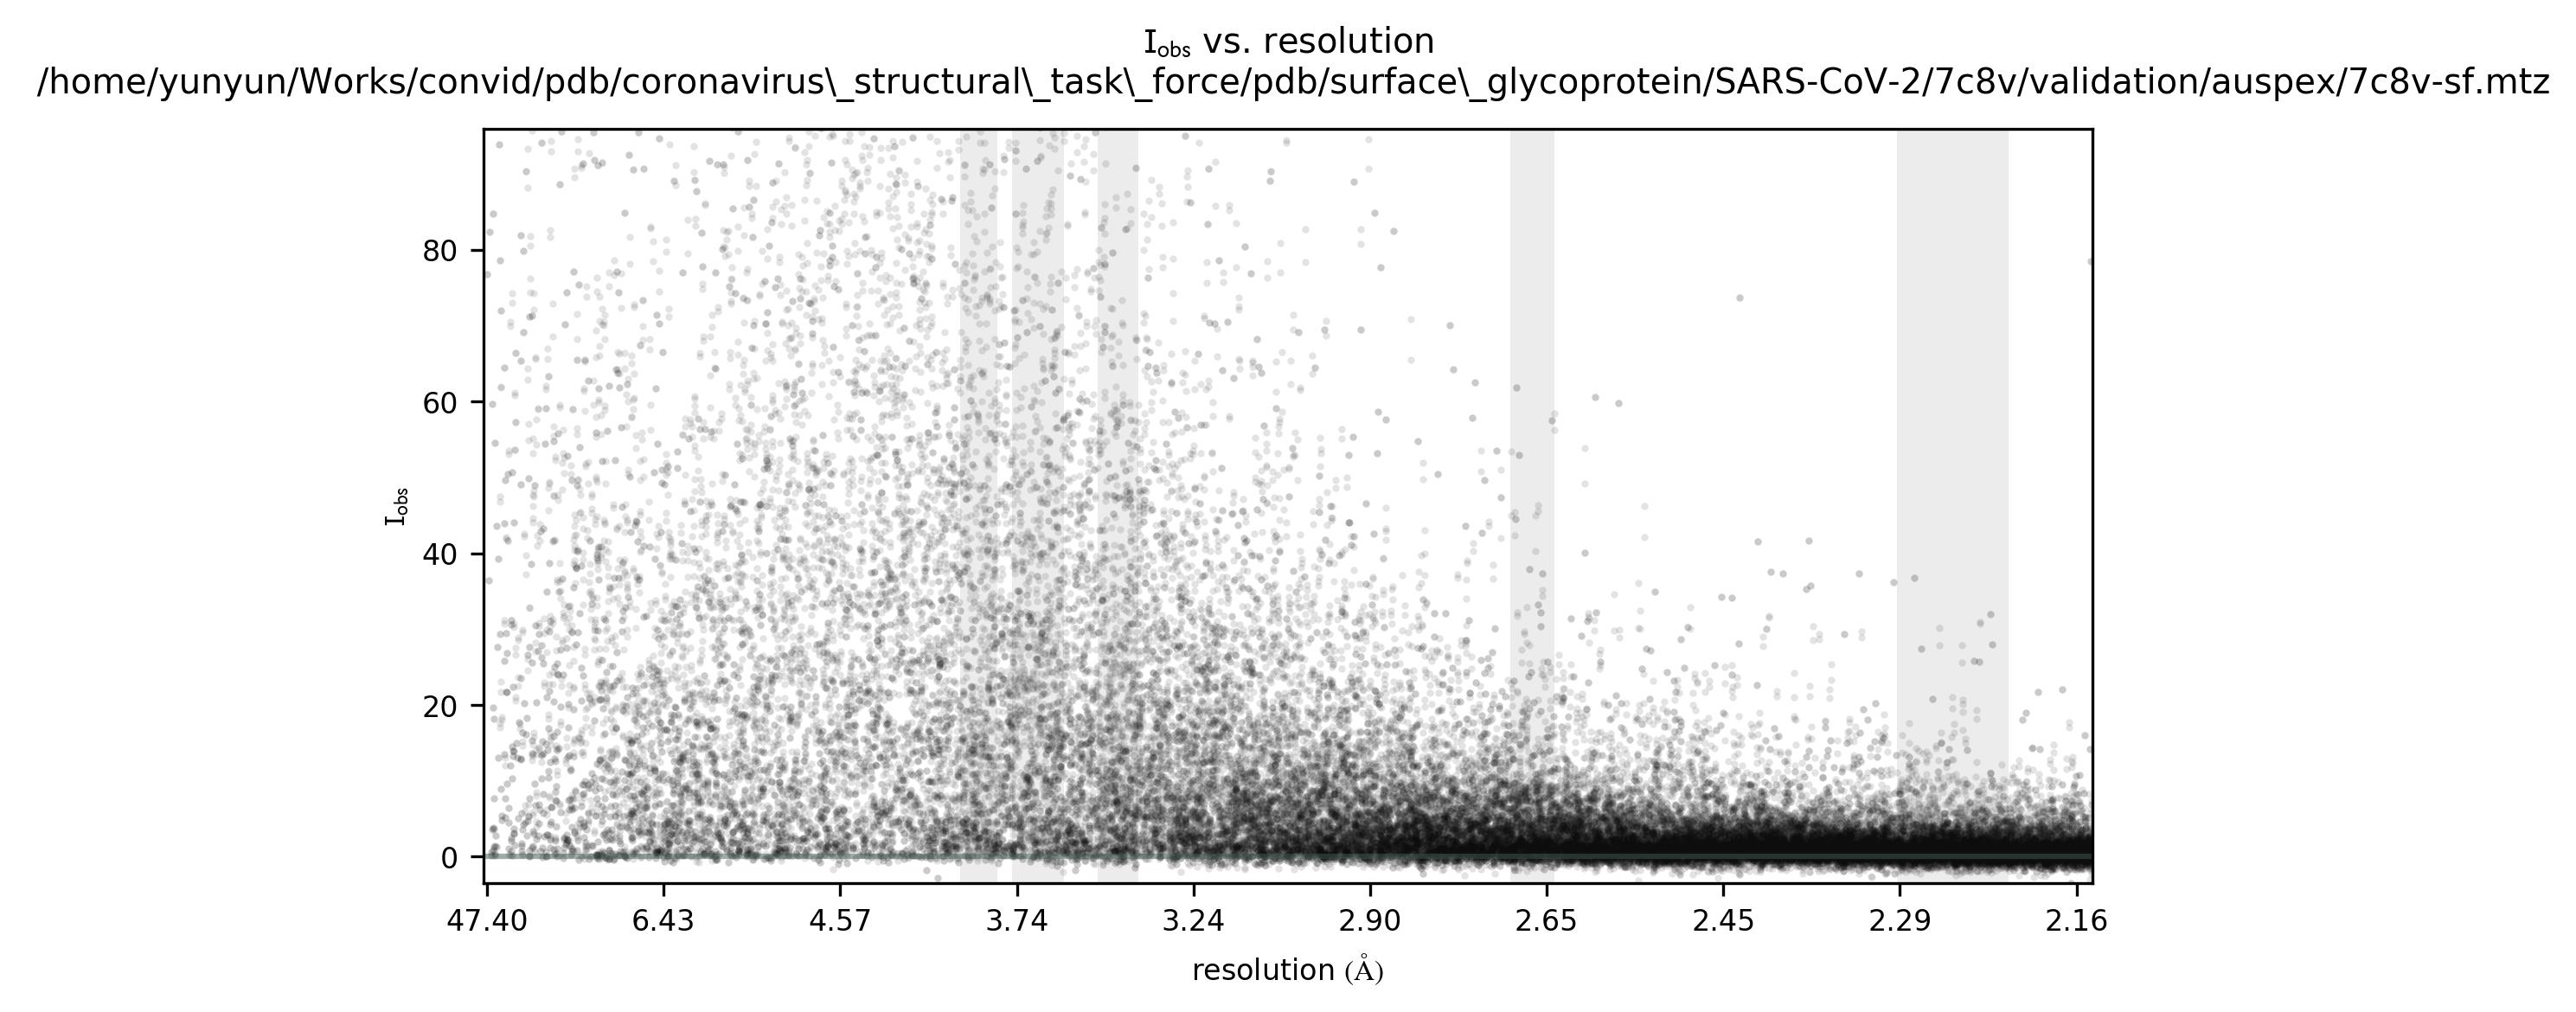 I_obs vs. resolution
/home/yunyun/Works/convid/pdb/coronavirus\_structural\_task\_force/pdb/surface\_glycoprotein/SARS-CoV-2/7c8v/validation/auspex/7c8v-sf.mtz
80
60
40
20
0
I_obs
47.40 6.43 4.57 3.74 3.24 2.90 2.65 2.45 2.29 2.16
resolution (Å)